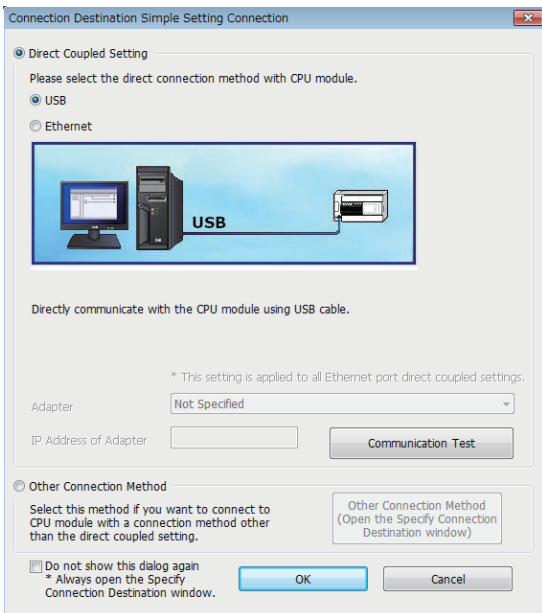 Connection Destination Simple Setting Connection
Direct Coupled Setting
Please select the direct connection method with CPU module.
USB
Ethernet
USB
Directly communicate with the CPU module using USB cable.
* This setting is applied to all Ethernet port direct coupled settings.
Adapter
Not Specified
IP Address of Adapter
Communication Test
Other Connection Method
Select this method if you want to connect to
CPU module with a connection method other
than the direct coupled setting.
Other Connection Method
(Open the Specify Connection
Destination window)
Do not show this dialog again
* Always open the Specify
Connection Destination window.
OK
Cancel